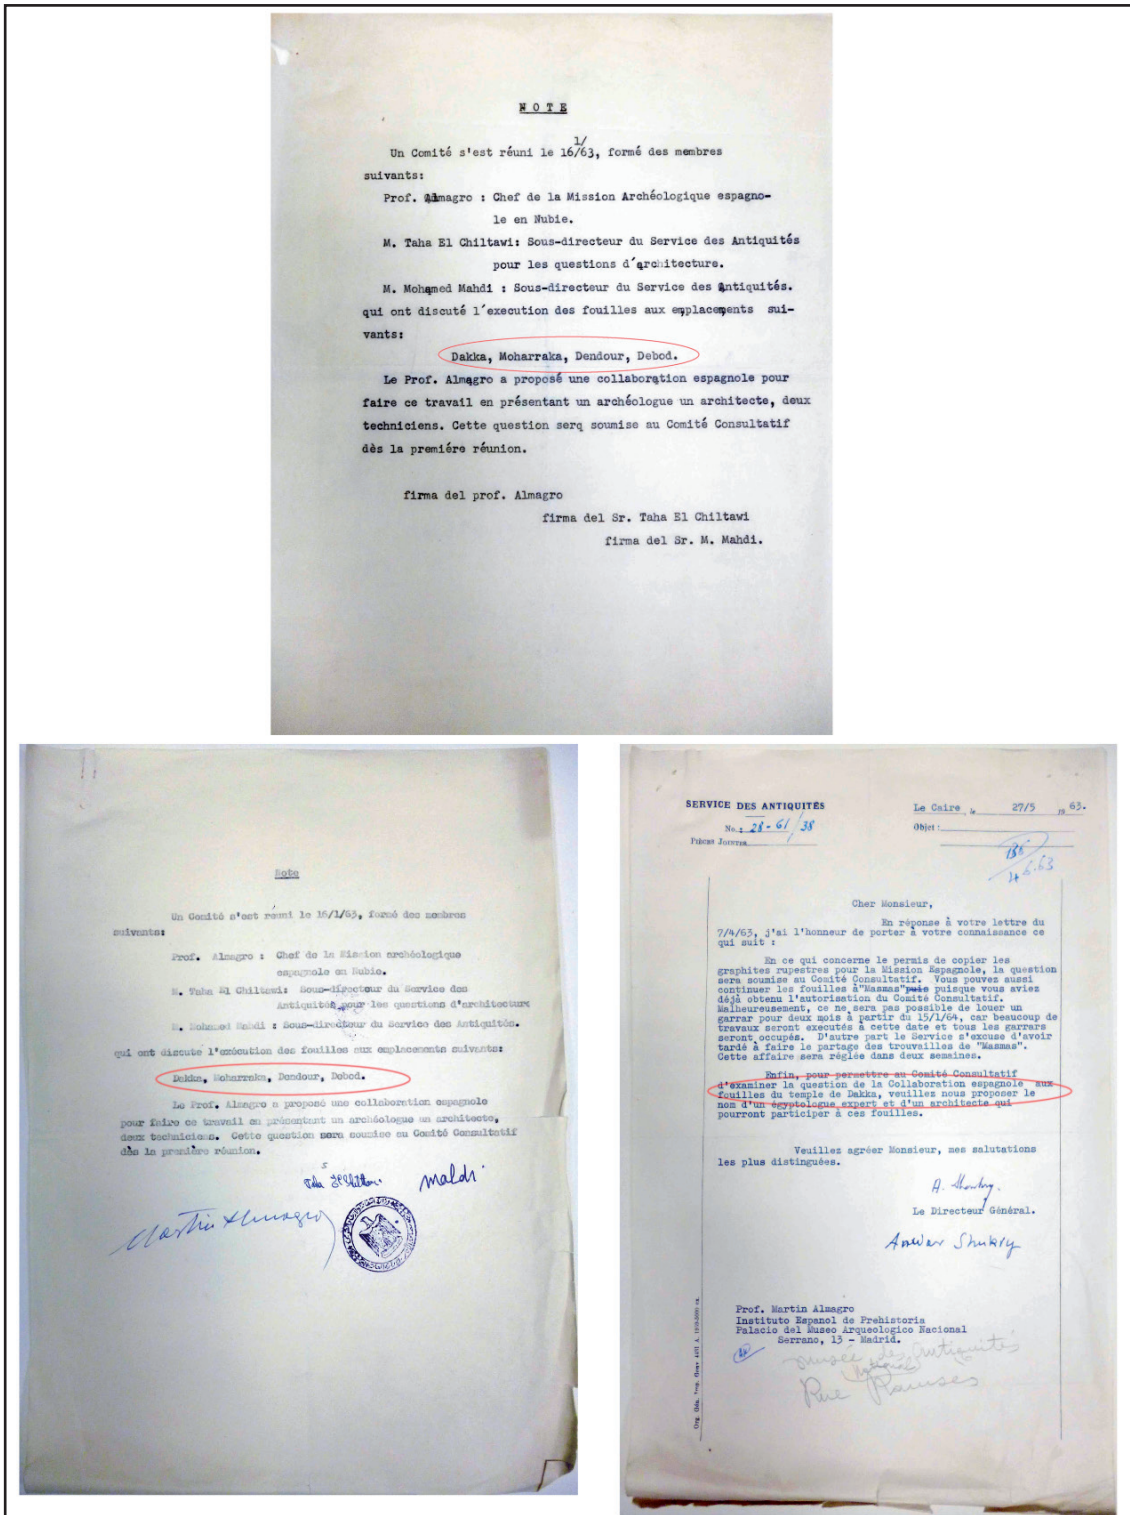 NOTE
1/
Un Comité s'est réuni le 16/63, formé des membres
suivants:
Prof. Almagro : Chef de la Mission Archéologique espagno-
le en Nubie.
M. Taha El Chiltawi: Sous-directeur du Service des Antiquités
pour les questions d'architecture.
M. Mohamed Mahdi : Sous-directeur du Service des Antiquités.
qui ont discuté l'execution des fouilles aux emplacements sui-
vants:
Dakka, Moharraka, Dendour, Debod.
Le Prof. Almagro a proposé une collaboration espagnole pour
faire ce travail en présentant un archéologue un architecte, deux
techniciens. Cette question serq soumise au Comité Consultatif
dès la premiére réunion.
firma del prof. Almagro
firma del Sr. Taha El Chiltawi
firma del Sr. M. Mahdi.
Note
Un Comité s'est réuni le 16/1/63, formé des membres
suivants:
Prof. Almagro : Chef de la Mission archéologique
espagnole en Nubie.
M. Taha El Chiltawi: Sous-directeur du Service des
Antiquités pour les questions d'architecture
M. Mohamed Mahdi : Sous-directeur du Service des Antiquités.
qui ont discute l'exécution des fouilles aux emplacements suivants:
Dakka, Moharraka, Dendour, Debod.
Le Prof. Almagro a proposé une collaboration espagnole
pour faire ce travail en présentant un archéologue un architecte,
deux techniciens. Cette question sera soumise au Comité Consultatif
dès la première réunion.
Mahdi
Martin Almagro
SERVICE DES ANTIQUITÉS
No.: 28-61/38
PIÈCES JOINTES
Le Caire, le 27/5 1963.
Objet :
4.6.63
Cher Monsieur,
En réponse à votre lettre du
7/4/63, j'ai l'honneur de porter à votre connaissance ce
qui suit :
En ce qui concerne le permis de copier les
graphites rupestres pour la Mission Espagnole, la question
sera soumise au Comité Consultatif. Vous pouvez aussi
continuer les fouilles à"Masmas"puis puisque vous aviez
déjà obtenu l'autorisation du Comité Consultatif.
Malheureusement, ce ne sera pas possible de louer un
garrar pour deux mois à partir du 15/1/64, car beaucoup de
travaux seront executés à cette date et tous les garrars
seront occupés. D'autre part le Service s'excuse d'avoir
tardé à faire le partage des trouvailles de "Masmas".
Cette affaire sera réglée dans deux semaines.
Enfin, pour permettre au Comité Consultatif
d'examiner la question de la Collaboration espagnole aux
fouilles du temple de Dakka, veuillez nous proposer le
nom d'un égyptologue expert et d'un architecte qui
pourront participer à ces fouilles.
Veuillez agréer Monsieur, mes salutations
les plus distinguées.
A. Shoukry.
Le Directeur Général.
Anwar Shukry
Prof. Martin Almagro
Instituto Espanol de Prehistoria
Palacio del Museo Arqueologico Nacional
Serrano, 13 - Madrid.
musée des Antiquités
Rue Ramses